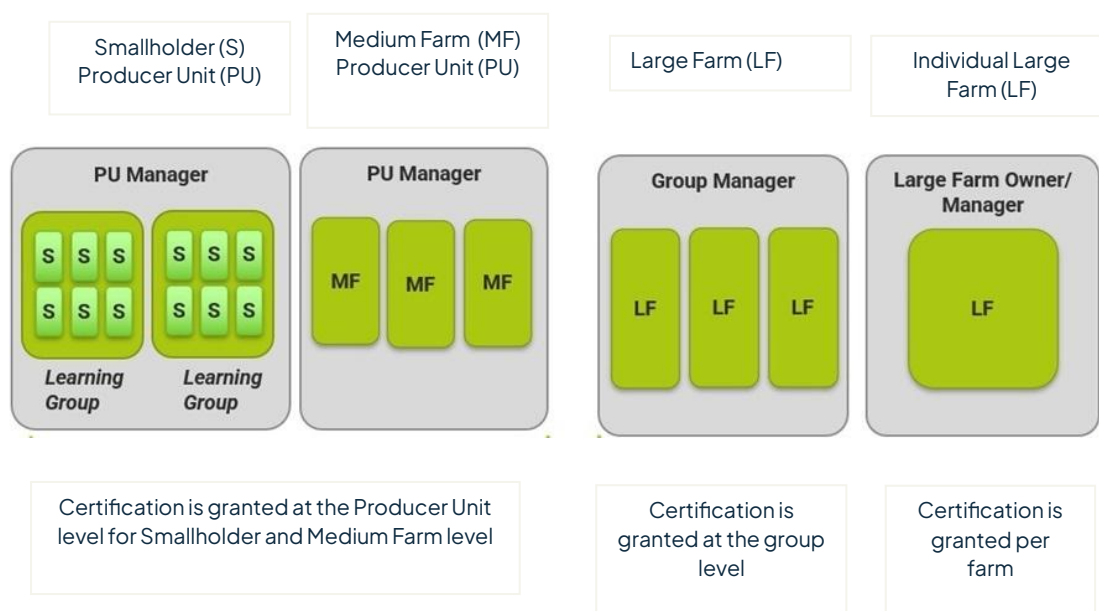 Smallholder (S)
Producer Unit (PU)
Medium Farm (MF)
Producer Unit (PU)
Large Farm (LF)
Individual Large
Farm (LF)
PU Manager
S S S
S S S
Learning
Group
S S S
S S S
Learning
Group
PU Manager
MF MF MF
Group Manager
LF LF LF
Large Farm Owner/
Manager
LF
Certification is granted at the Producer Unit
level for Smallholder and Medium Farm level
Certification is
granted at the group
level
Certification is
granted per
farm